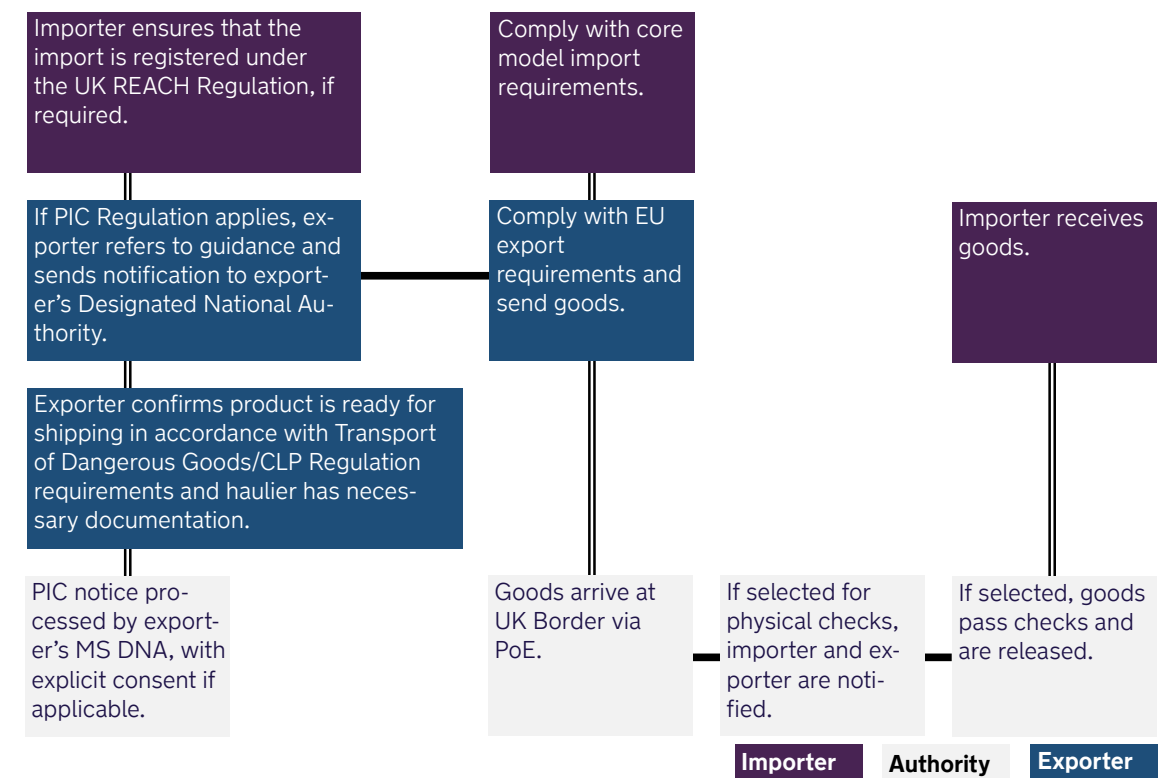 Importer ensures that the
import is registered under
the UK REACH Regulation, if
required.
Comply with core
model import
requirements.
If PIC Regulation applies, ex-
porter refers to guidance and
sends notification to export-
er’s Designated National Au-
thority.
Comply with EU
export
requirements and
send goods.
Importer receives
goods.
Exporter confirms product is ready for
shipping in accordance with Transport
of Dangerous Goods/CLP Regulation
requirements and haulier has neces-
sary documentation.
PIC notice pro-
cessed by export-
er’s MS DNA, with
explicit consent if
applicable.
Goods arrive at
UK Border via
PoE.
If selected for
physical checks,
importer and ex-
porter are noti-
fied.
If selected, goods
pass checks and
are released.
Importer
Authority
Exporter